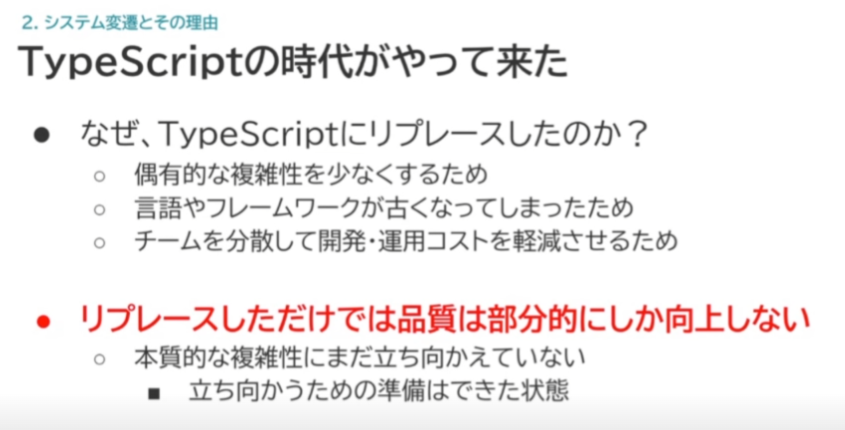 2. システム変遷とその理由
TypeScriptの時代がやって来た
● なぜ、TypeScriptにリプレースしたのか？
○ 偶有的な複雑性を少なくするため
○ 言語やフレームワークが古くなってしまったため
○ チームを分散して開発・運用コストを軽減させるため
● リプレースしただけでは品質は部分的にしか向上しない
○ 本質的な複雑性にまだ立ち向かえていない
■ 立ち向かうための準備はできた状態